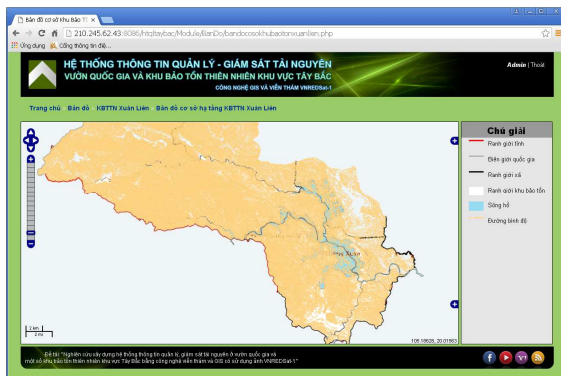 Bản đồ cơ sở khu Bảo T
210.245.62.43:8086/htqltaybac/Module/BanDo/bandocosokhubaotonxuanlien.php
Ứng dụng
Cổng thông tin điệ...
HỆ THỐNG THÔNG TIN QUẢN LÝ - GIÁM SÁT TÀI NGUYÊN
VƯỜN QUỐC GIA VÀ KHU BẢO TỒN THIÊN NHIÊN KHU VỰC TÂY BẮC
CÔNG NGHỆ GIS VÀ VIỄN THÁM VNREDSat-1
Admin | Thoát
Trang chủ Bản đồ KBTTN Xuân Liên Bản đồ cơ sở hạ tầng KBTTN Xuân Liên
Chú giải
Ranh giới tỉnh
Biên giới quốc gia
Ranh giới xã
Ranh giới khu bảo tồn
Sông hồ
Đường bình độ
2 km
2 mi
105.18628, 20.01563
Đề tài "Nghiên cứu xây dựng hệ thống thông tin quản lý, giám sát tài nguyên ở vườn quốc gia và
một số khu bảo tồn thiên nhiên khu vực Tây Bắc bằng công nghệ viễn thám và GIS có sử dụng ảnh VNREDSat-1"